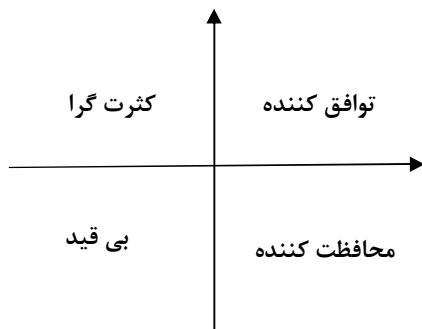 توافق کننده
کثرت گرا
محافظت کننده
بی قید